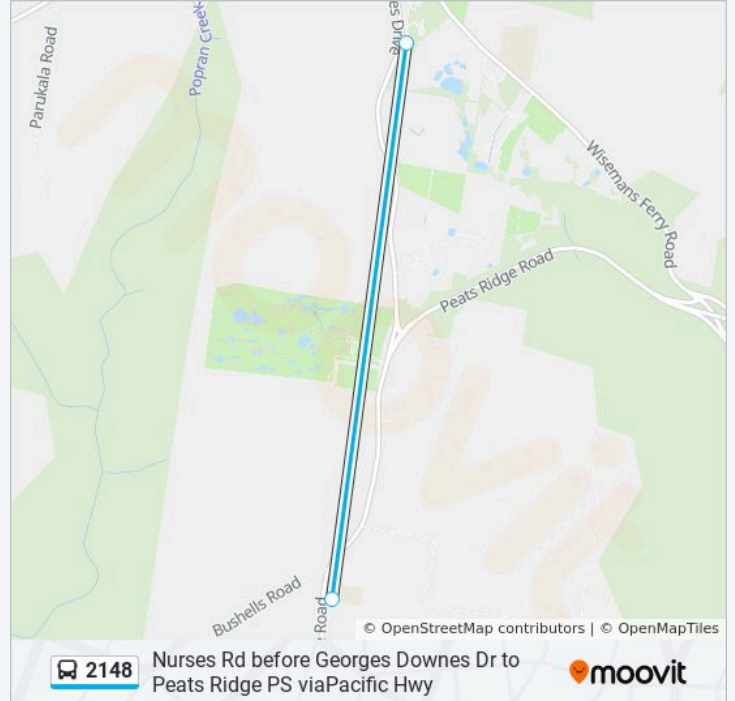 es Drive
Parukala Road
Popran Creek
Wisemans Ferry Road
Peats Ridge Road
Bushells Road
Road
© OpenStreetMap contributors | © OpenMapTiles
2148
Nurses Rd before Georges Downes Dr to
Peats Ridge PS viaPacific Hwy
moovit